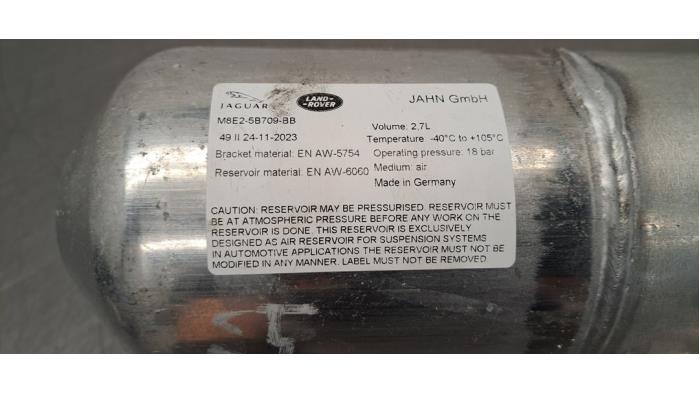 JAGUAR
LAND-
ROVER
JAHN GmbH
M8E2-5B709-BB
49 II 24-11-2023
Bracket material: EN AW-5754
Reservoir material: EN AW-6060
Volume: 2,7L
Temperature -40°C to +105°C
Operating pressure: 18 bar
Medium: air
Made in Germany
CAUTION: RESERVOIR MAY BE PRESSURISED. RESERVOIR MUST
BE AT ATMOSPHERIC PRESSURE BEFORE ANY WORK ON THE
RESERVOIR IS DONE. THIS RESERVOIR IS EXCLUSIVELY
DESIGNED AS AIR RESERVOIR FOR SUSPENSION SYSTEMS
IN AUTOMOTIVE APPLICATIONS THE RESERVOIR MUST NOT BE
MODIFIED IN ANY MANNER. LABEL MUST NOT BE REMOVED.